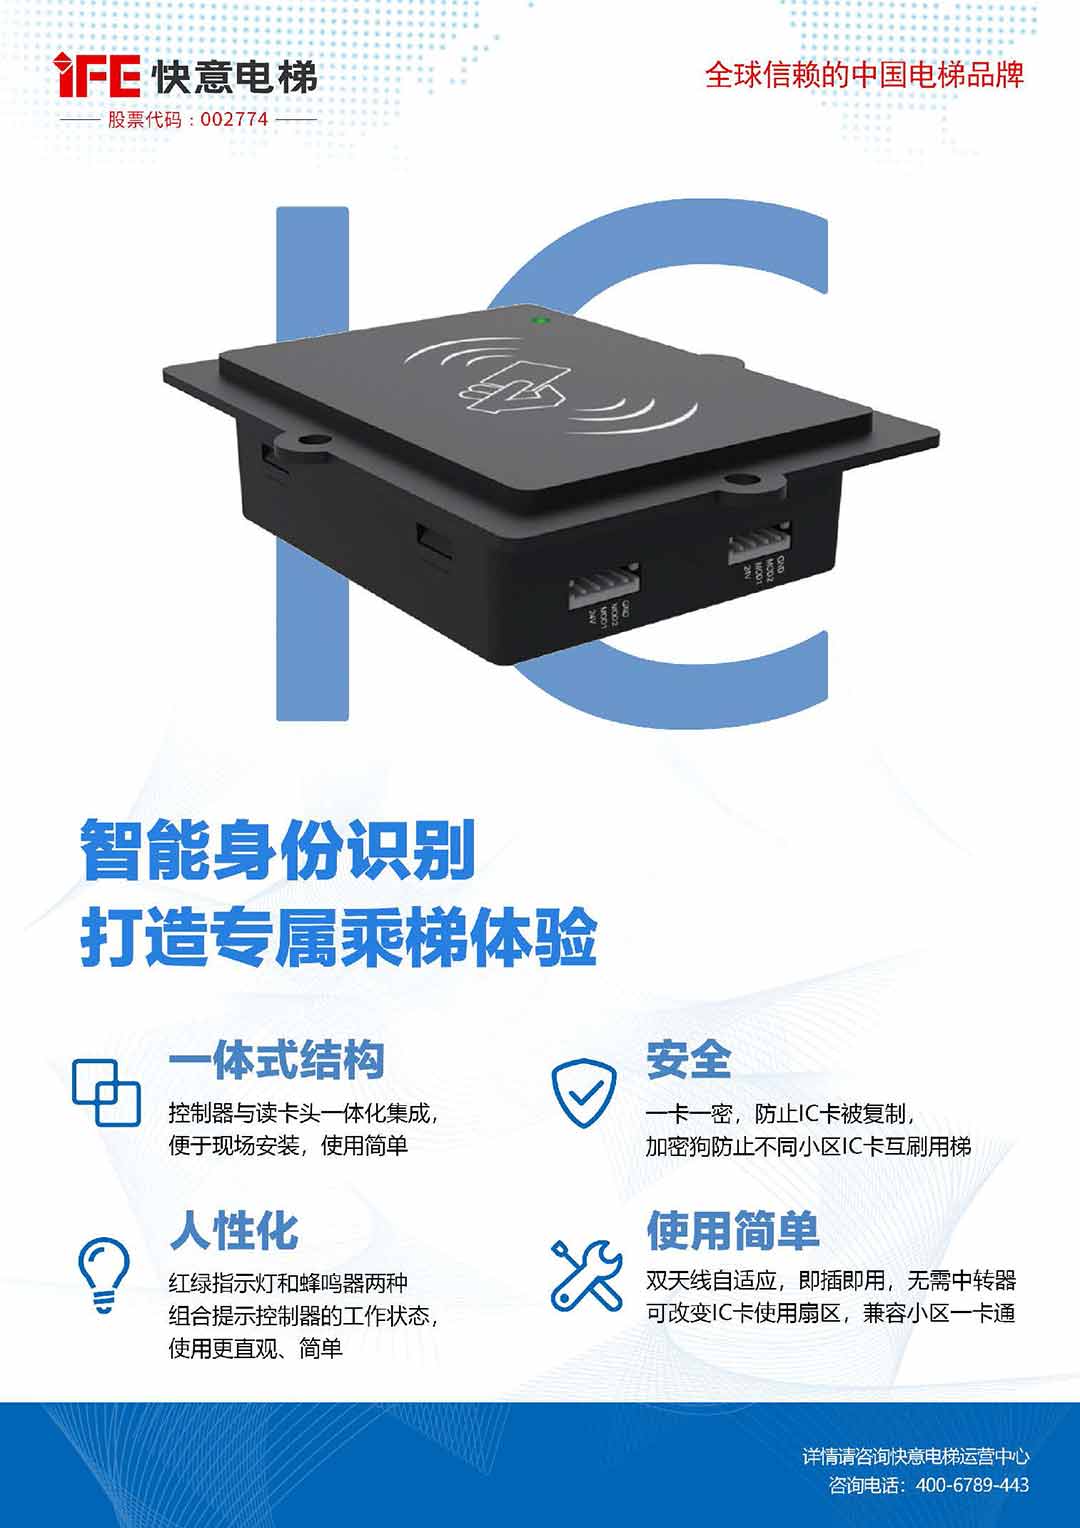 iFE 快意电梯
股票代码：002774
全球信赖的中国电梯品牌
IC
GND
MOD2
MOD1
24V
GND
MOD2
MOD1
24V
智能身份识别
打造专属乘梯体验
一体式结构
控制器与读卡头一体化集成，
便于现场安装，使用简单
安全
一卡一密，防止IC卡被复制，
加密狗防止不同小区IC卡互刷用梯
人性化
红绿指示灯和蜂鸣器两种
组合提示控制器的工作状态，
使用更直观、简单
使用简单
双天线自适应，即插即用，无需中转器
可改变IC卡使用扇区，兼容小区一卡通
详情请咨询快意电梯运营中心
咨询电话：400-6789-443